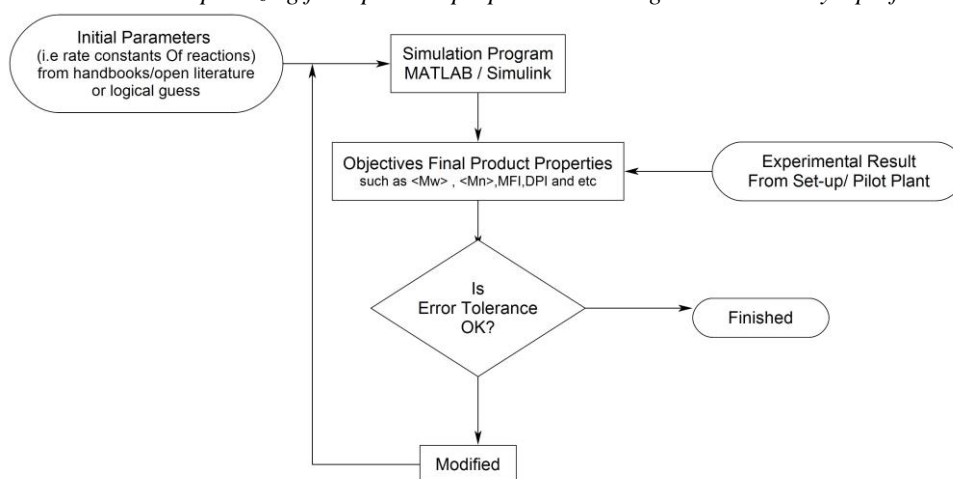 Initial Parameters
(i.e rate constants Of reactions)
from handbooks/open literature
or logical guess
Simulation Program
MATLAB / Simulink
Objectives Final Product Properties
such as <Mw> , <Mn>,MFI,DPI and etc
Experimental Result
From Set-up/ Pilot Plant
Is
Error Tolerance
OK?
Finished
Modified